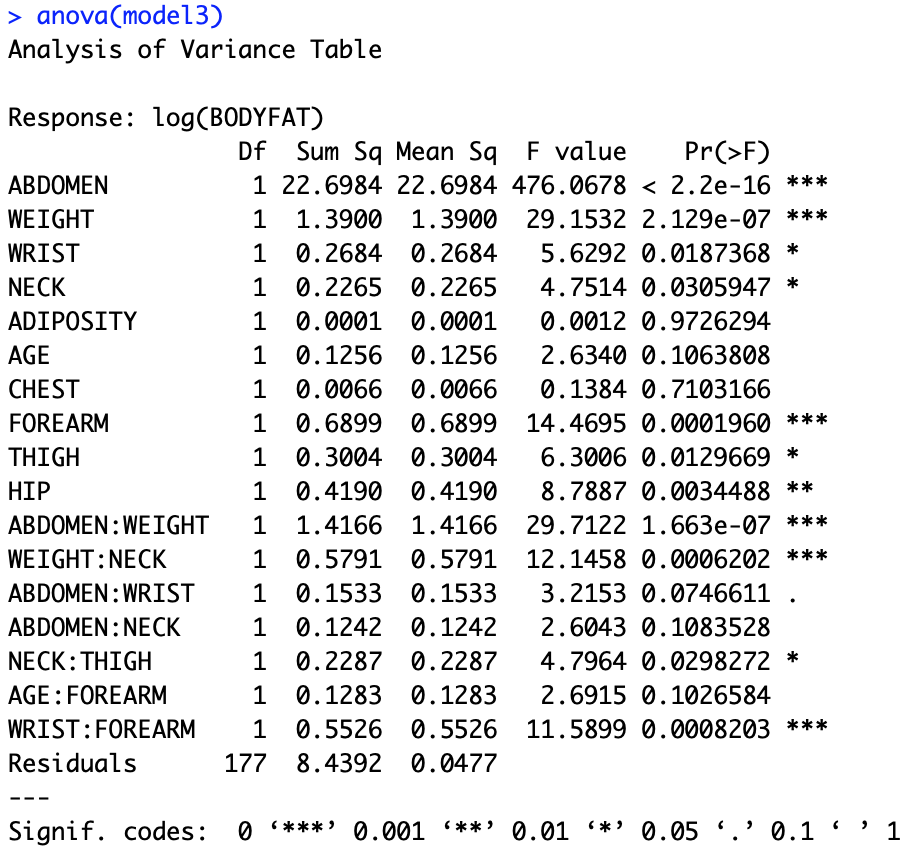 > anova(model3)
Analysis of Variance Table
Response: log(BODYFAT)
                Df  Sum Sq Mean Sq  F value    Pr(>F)
ABDOMEN          1 22.6984 22.6984 476.0678 < 2.2e-16 ***
WEIGHT           1  1.3900  1.3900  29.1532 2.129e-07 ***
WRIST            1  0.2684  0.2684   5.6292 0.0187368 *
NECK             1  0.2265  0.2265   4.7514 0.0305947 *
ADIPOSITY        1  0.0001  0.0001   0.0012 0.9726294
AGE              1  0.1256  0.1256   2.6340 0.1063808
CHEST            1  0.0066  0.0066   0.1384 0.7103166
FOREARM          1  0.6899  0.6899  14.4695 0.0001960 ***
THIGH            1  0.3004  0.3004   6.3006 0.0129669 *
HIP              1  0.4190  0.4190   8.7887 0.0034488 **
ABDOMEN:WEIGHT   1  1.4166  1.4166  29.7122 1.663e-07 ***
WEIGHT:NECK      1  0.5791  0.5791  12.1458 0.0006202 ***
ABDOMEN:WRIST    1  0.1533  0.1533   3.2153 0.0746611 .
ABDOMEN:NECK     1  0.1242  0.1242   2.6043 0.1083528
NECK:THIGH       1  0.2287  0.2287   4.7964 0.0298272 *
AGE:FOREARM      1  0.1283  0.1283   2.6915 0.1026584
WRIST:FOREARM    1  0.5526  0.5526  11.5899 0.0008203 ***
Residuals      177  8.4392  0.0477
---
Signif. codes:  0 ‘***’ 0.001 ‘**’ 0.01 ‘*’ 0.05 ‘.’ 0.1 ‘ ’ 1